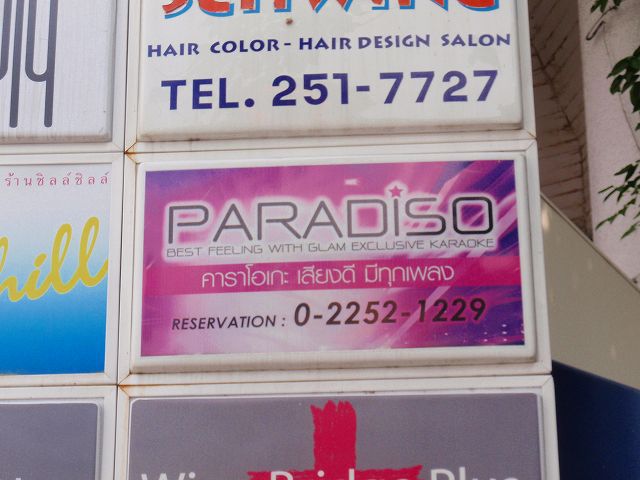 HAIR COLOR - HAIR DESIGN SALON
TEL. 251-7727
ร้านชิลล์ชิลล์
hill
PARADISO
BEST FEELING WITH GLAM EXCLUSIVE KARAOKE
คาราโอเกะ เสียงดี มีทุกเพลง
RESERVATION : 0-2252-1229